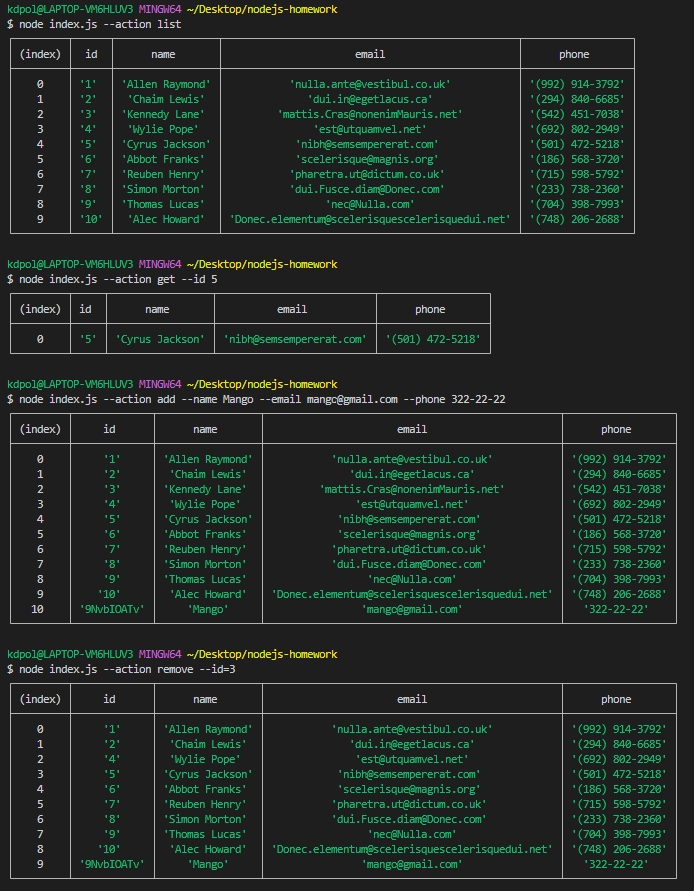 kdpol@LAPTOP-VM6HLUV3 MINGW64 ~/Desktop/nodejs-homework
$ node index.js --action list
(index) id name email phone
0 '1' 'Allen Raymond' 'nulla.ante@vestibul.co.uk' '(992) 914-3792'
1 '2' 'Chaim Lewis' 'dui.in@egetlacus.ca' '(294) 840-6685'
2 '3' 'Kennedy Lane' 'mattis.Cras@nonenimMauris.net' '(542) 451-7038'
3 '4' 'Wylie Pope' 'est@utquamvel.net' '(692) 802-2949'
4 '5' 'Cyrus Jackson' 'nibh@semsempererat.com' '(501) 472-5218'
5 '6' 'Abbot Franks' 'scelerisque@magnis.org' '(186) 568-3720'
6 '7' 'Reuben Henry' 'pharetra.ut@dictum.co.uk' '(715) 598-5792'
7 '8' 'Simon Morton' 'dui.Fusce.diam@Donec.com' '(233) 738-2360'
8 '9' 'Thomas Lucas' 'nec@Nulla.com' '(704) 398-7993'
9 '10' 'Alec Howard' 'Donec.elementum@scelerisquescelerisquedui.net' '(748) 206-2688'
kdpol@LAPTOP-VM6HLUV3 MINGW64 ~/Desktop/nodejs-homework
$ node index.js --action get --id 5
(index) id name email phone
0 '5' 'Cyrus Jackson' 'nibh@semsempererat.com' '(501) 472-5218'
kdpol@LAPTOP-VM6HLUV3 MINGW64 ~/Desktop/nodejs-homework
$ node index.js --action add --name Mango --email mango@gmail.com --phone 322-22-22
(index) id name email phone
0 '1' 'Allen Raymond' 'nulla.ante@vestibul.co.uk' '(992) 914-3792'
1 '2' 'Chaim Lewis' 'dui.in@egetlacus.ca' '(294) 840-6685'
2 '3' 'Kennedy Lane' 'mattis.Cras@nonenimMauris.net' '(542) 451-7038'
3 '4' 'Wylie Pope' 'est@utquamvel.net' '(692) 802-2949'
4 '5' 'Cyrus Jackson' 'nibh@semsempererat.com' '(501) 472-5218'
5 '6' 'Abbot Franks' 'scelerisque@magnis.org' '(186) 568-3720'
6 '7' 'Reuben Henry' 'pharetra.ut@dictum.co.uk' '(715) 598-5792'
7 '8' 'Simon Morton' 'dui.Fusce.diam@Donec.com' '(233) 738-2360'
8 '9' 'Thomas Lucas' 'nec@Nulla.com' '(704) 398-7993'
9 '10' 'Alec Howard' 'Donec.elementum@scelerisquescelerisquedui.net' '(748) 206-2688'
10 '9NvbIOATv' 'Mango' 'mango@gmail.com' '322-22-22'
kdpol@LAPTOP-VM6HLUV3 MINGW64 ~/Desktop/nodejs-homework
$ node index.js --action remove --id=3
(index) id name email phone
0 '1' 'Allen Raymond' 'nulla.ante@vestibul.co.uk' '(992) 914-3792'
1 '2' 'Chaim Lewis' 'dui.in@egetlacus.ca' '(294) 840-6685'
2 '4' 'Wylie Pope' 'est@utquamvel.net' '(692) 802-2949'
3 '5' 'Cyrus Jackson' 'nibh@semsempererat.com' '(501) 472-5218'
4 '6' 'Abbot Franks' 'scelerisque@magnis.org' '(186) 568-3720'
5 '7' 'Reuben Henry' 'pharetra.ut@dictum.co.uk' '(715) 598-5792'
6 '8' 'Simon Morton' 'dui.Fusce.diam@Donec.com' '(233) 738-2360'
7 '9' 'Thomas Lucas' 'nec@Nulla.com' '(704) 398-7993'
8 '10' 'Alec Howard' 'Donec.elementum@scelerisquescelerisquedui.net' '(748) 206-2688'
9 '9NvbIOATv' 'Mango' 'mango@gmail.com' '322-22-22'